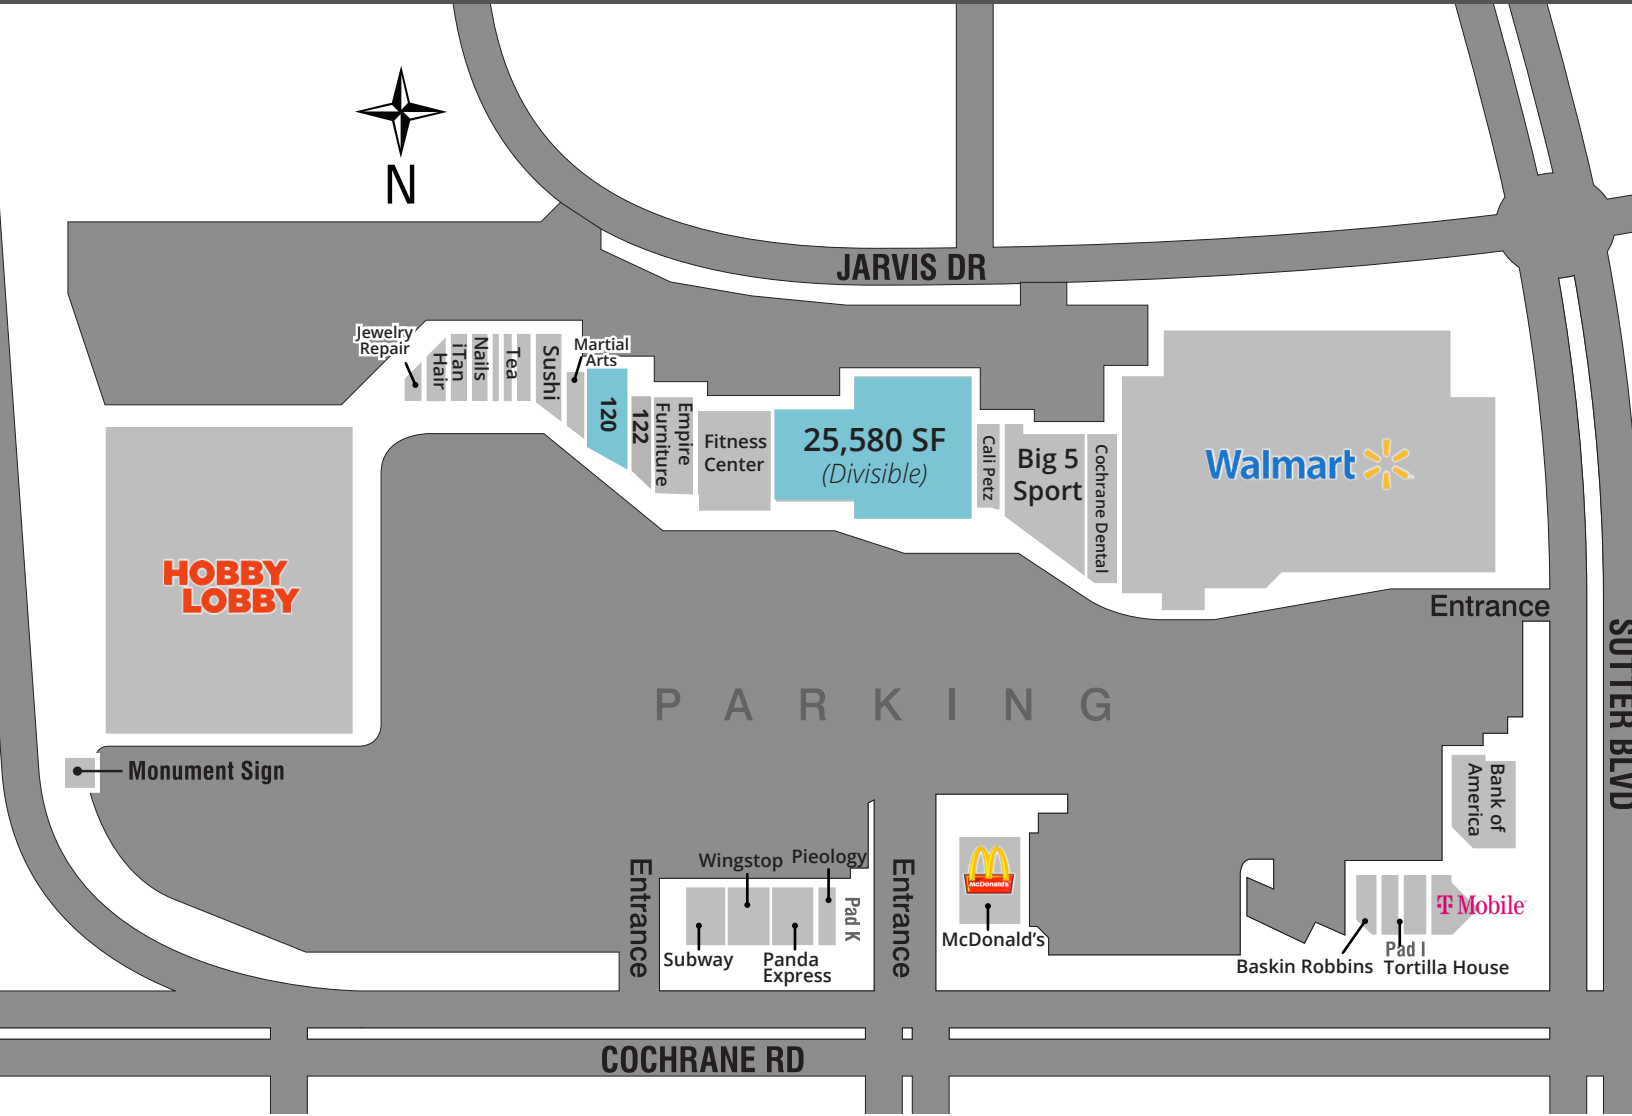 N
JARVIS DR
Jewelry
Repair
Hair
iTan
Nails
Tea
Sushi
Martial
Arts
120
122
Empire
Furniture
Fitness
Center
25,580 SF
(Divisible)
Cali Petz
Big 5
Sport
Cochrane Dental
Walmart
HOBBY
LOBBY
Entrance
SUTTER BLVD
PARKING
Monument Sign
Bank of
America
Entrance
Wingstop
Pieology
Pad K
Subway
Panda
Express
Entrance
McDonald's
McDonald's
T Mobile
Pad I
Baskin Robbins
Tortilla House
COCHRANE RD